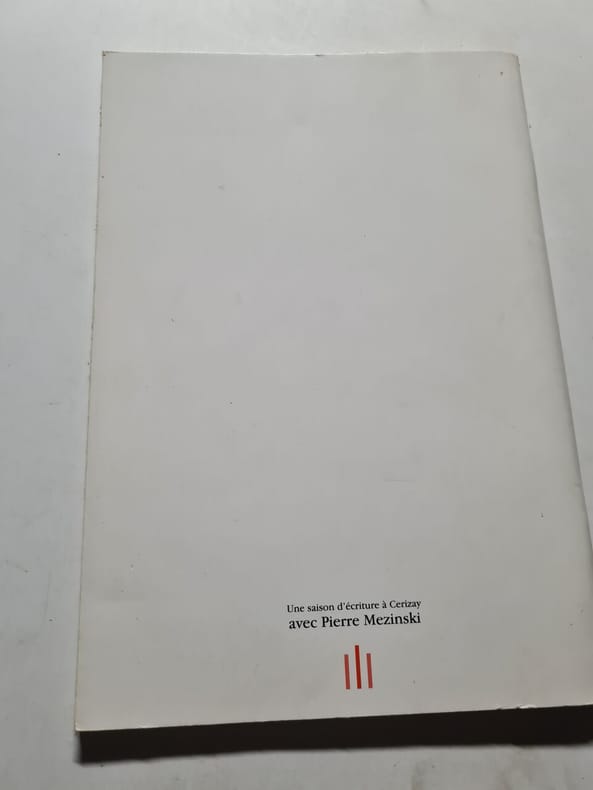 Une saison d'écriture à Cerizay
avec Pierre Mezinski